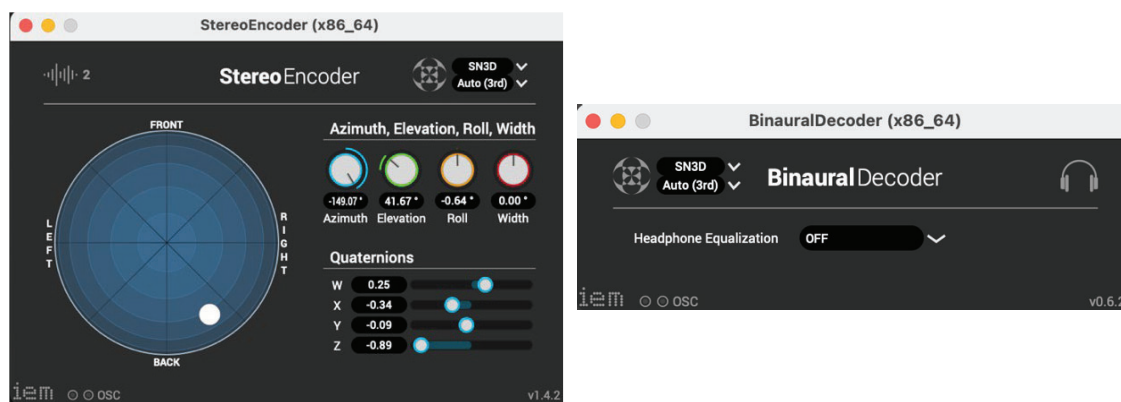 StereoEncoder (x86_64)
2
StereoEncoder
SN3D
Auto (3rd)
FRONT
LEFT
RIGHT
BACK
Azimuth, Elevation, Roll, Width
-149.07° 41.67° -0.64° 0.00°
Azimuth Elevation Roll Width
Quaternions
W 0.25
X -0.34
Y -0.09
Z -0.89
iem OSC v1.4.2
BinauralDecoder (x86_64)
SN3D
Auto (3rd)
BinauralDecoder
Headphone Equalization OFF
iem OSC v0.6.2